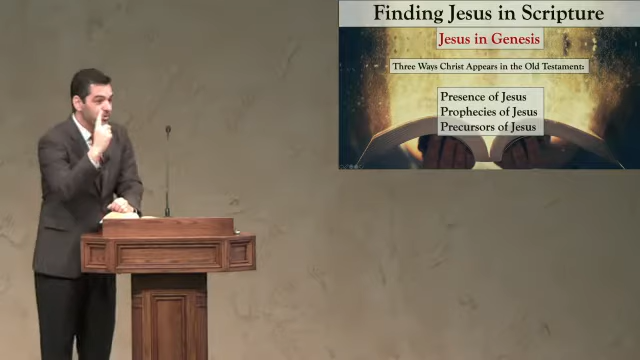 Finding Jesus in Scripture
Jesus in Genesis
Three Ways Christ Appears in the Old Testament:
Presence of Jesus
Prophecies of Jesus
Precursors of Jesus